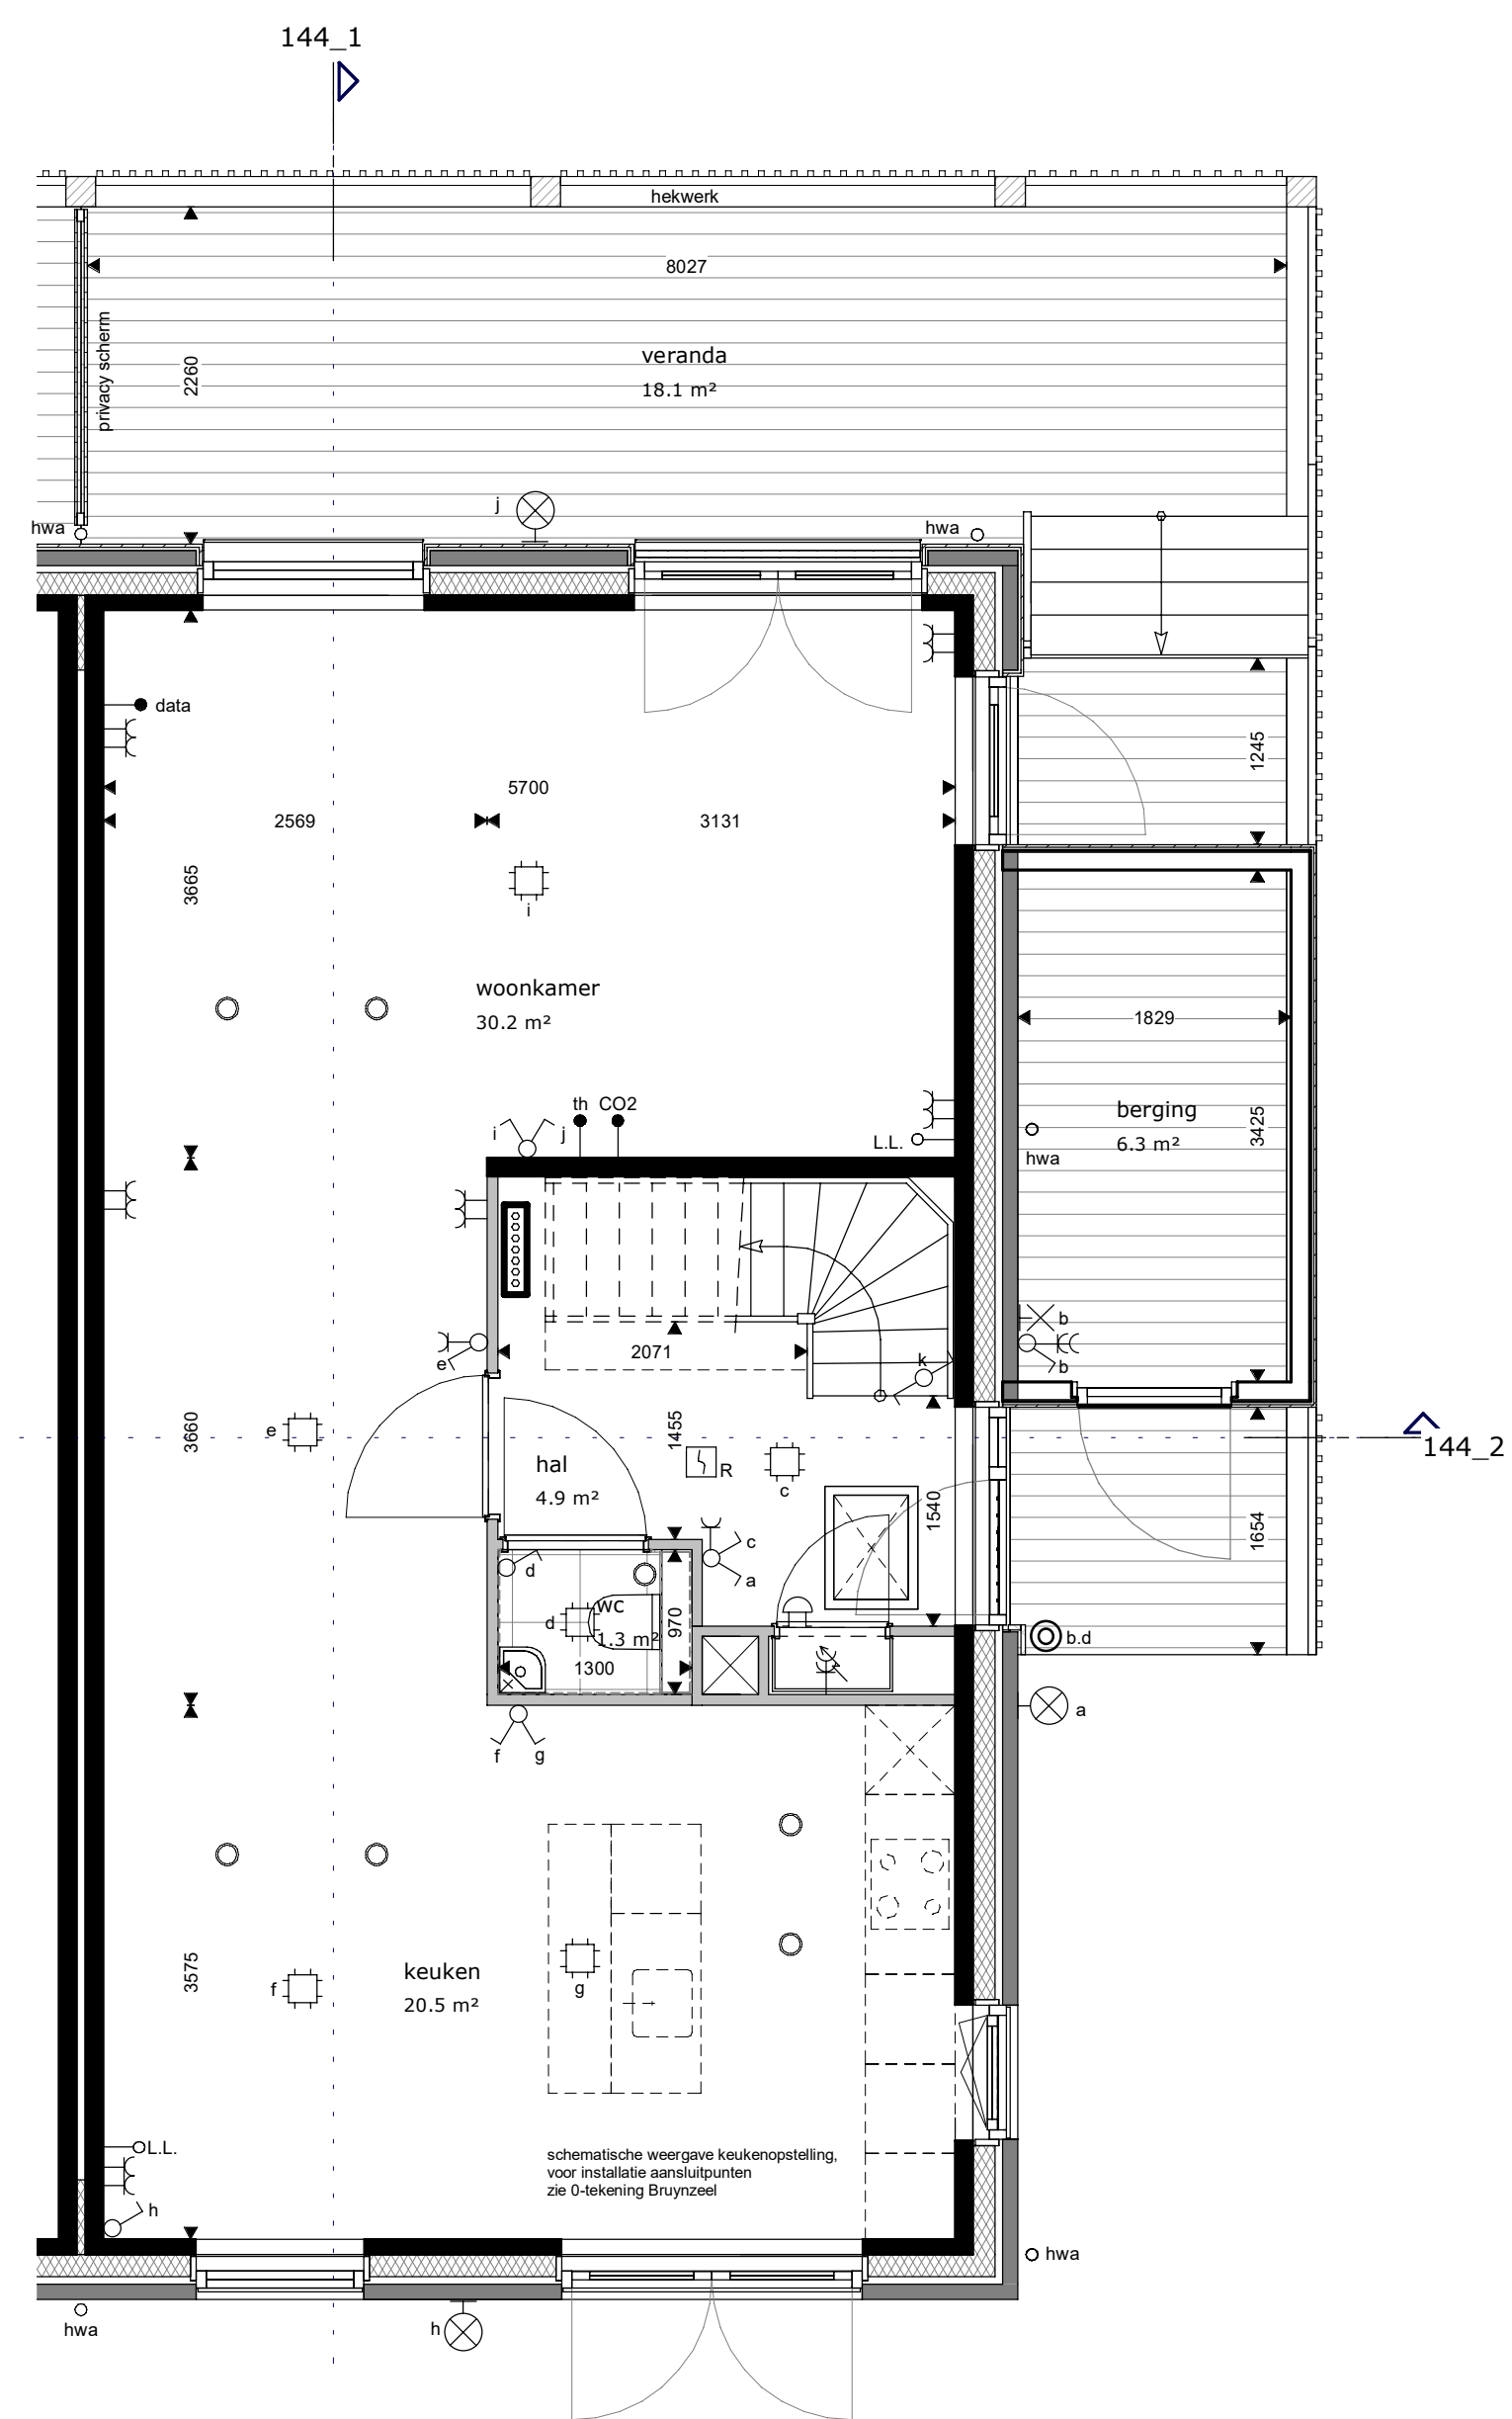 144_1
hekwerk
8027
privacy scherm
2260
veranda
18.1 m²
j
hwa
hwa
data
1245
5700
2569
3131
3665
i
woonkamer
30.2 m²
1829
th CO2
i
j
L.L.
berging
6.3 m²
3425
hwa
b
b
2071
e
k
e
3660
1455
144_2
hal
4.9 m²
R
c
1540
1654
c
a
d
d
wc
1.3 m²
970
1300
b.d
a
f
g
3575
keuken
20.5 m²
f
g
L.L.
h
schematische weergave keukenopstelling,
voor installatie aansluitpunten
zie 0-tekening Bruynzeel
hwa
hwa
h